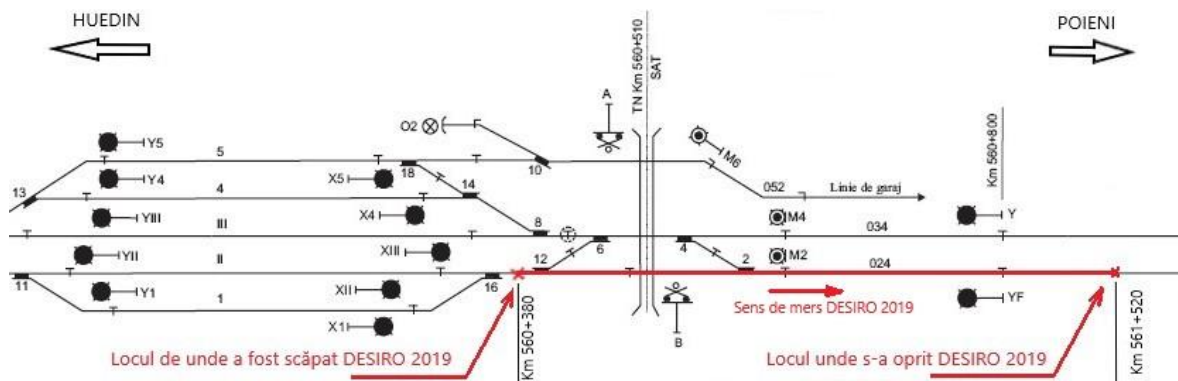 HUEDIN
POIENI
TN Km 560+510
SAT
A
O2
M6
Km 560+800
Y5
5
18
10
13
Y4
4
X5
14
052
Linie de garaj
YIII
III
X4
8
M4
Y
034
YII
II
XIII
12
6
4
2
M2
024
11
Y1
1
XII
16
X1
B
YF
Sens de mers DESIRO 2019
Km 560+380
Km 561+520
Locul de unde a fost scăpat DESIRO 2019
Locul unde s-a oprit DESIRO 2019